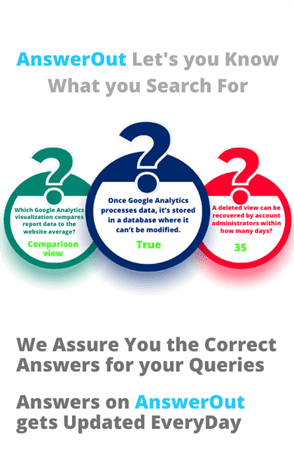 AnswerOut Let's you Know
What you Search For
Which Google Analytics
visualization compares
report data to the
website average?
Comparison
view
Once Google Analytics
processes data, it's stored
in a database where it
can't be modified.
True
A deleted view can be
recovered by account
administrators within
how many days?
35
We Assure You the Correct
Answers for your Queries
Answers on AnswerOut
gets Updated EveryDay